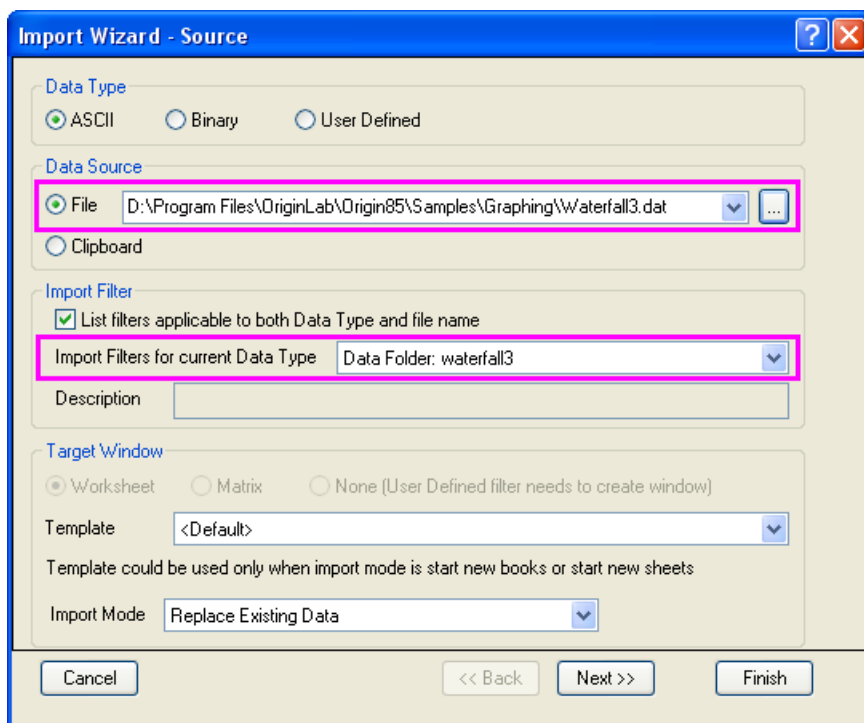 Import Wizard - Source
Data Type
ASCII Binary User Defined
Data Source
File D:\Program Files\OriginLab\Origin85\Samples\Graphing\Waterfall3.dat ...
Clipboard
Import Filter
List filters applicable to both Data Type and file name
Import Filters for current Data Type Data Folder: waterfall3
Description
Target Window
Worksheet Matrix None (User Defined filter needs to create window)
Template <Default>
Template could be used only when import mode is start new books or start new sheets
Import Mode Replace Existing Data
Cancel << Back Next >> Finish